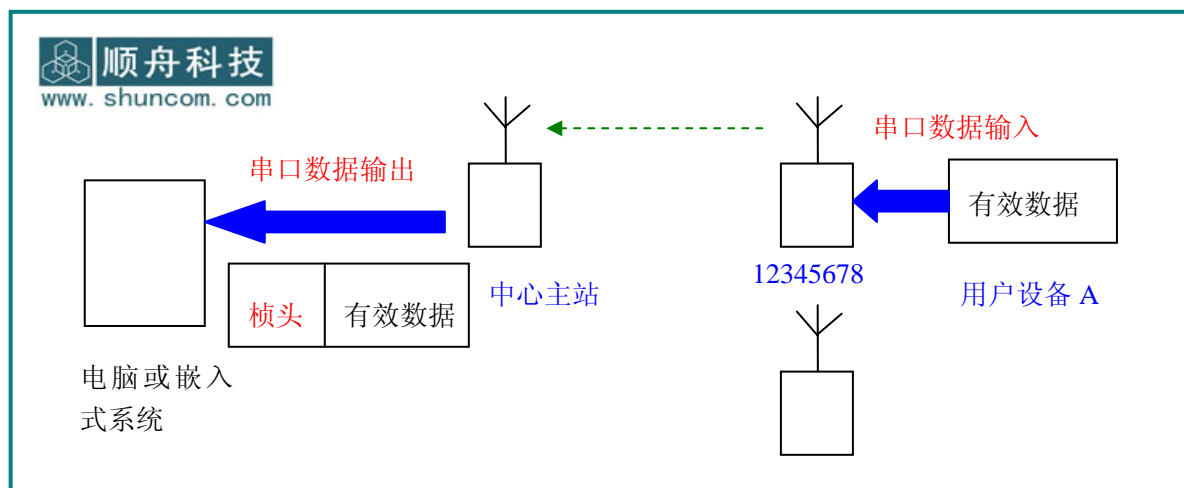 顺舟科技
www. shuncom. com
串口数据输出
串口数据输入
有效数据
12345678
用户设备 A
中心主站
桢头
有效数据
电脑或嵌入
式系统